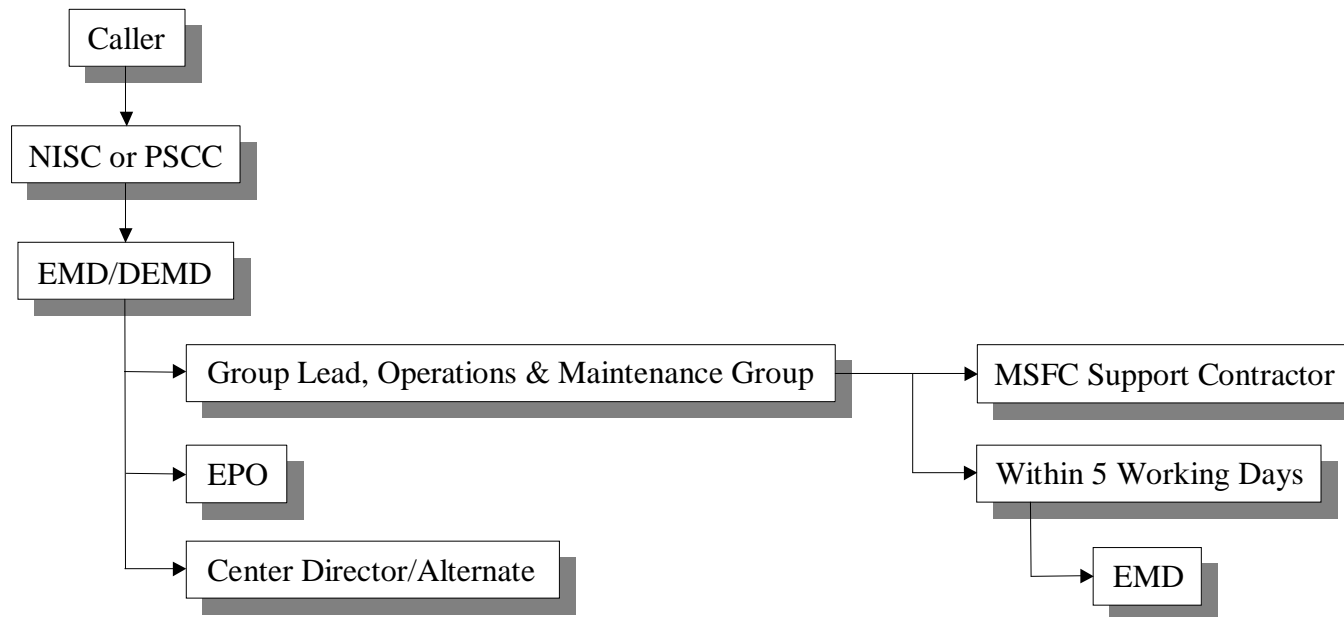 Caller
NISC or PSCC
EMD/DEMD
Group Lead, Operations & Maintenance Group
MSFC Support Contractor
EPO
Within 5 Working Days
Center Director/Alternate
EMD